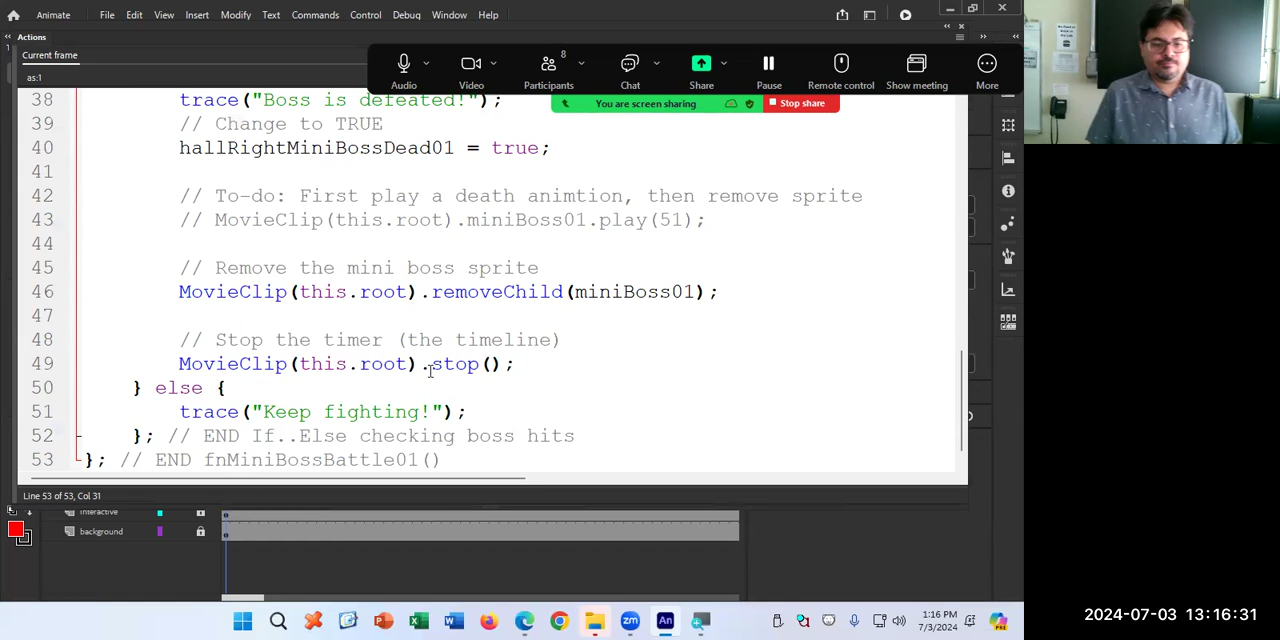 Animate File Edit View Insert Modify Text Commands Control Debug Window Help
Actions
Current frame
as:1
Audio Video Participants 8 Chat Share Pause Remote control Show meeting More
You are screen sharing Stop share
38 trace("Boss is defeated!");
39 // Change to TRUE
40 hallRightMiniBossDead01 = true;
41
42 // To-do: First play a death animtion, then remove sprite
43 // MovieClip(this.root).miniBoss01.play(51);
44
45 // Remove the mini boss sprite
46 MovieClip(this.root).removeChild(miniBoss01);
47
48 // Stop the timer (the timeline)
49 MovieClip(this.root).stop();
50 } else {
51 trace("Keep fighting!");
52 }; // END If..Else checking boss hits
53 }; // END fnMiniBossBattle01()
Line 53 of 53, Col 31
interactive
background
1:16 PM
7/3/2024
2024-07-03 13:16:31